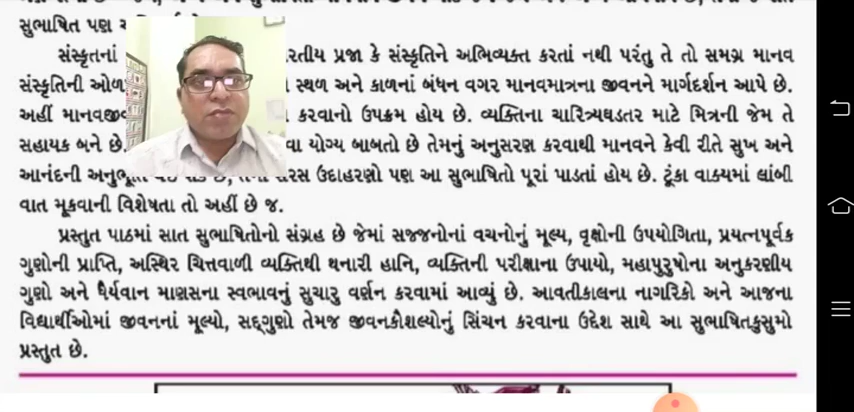 સુભાષિત પણ
સંસ્કૃતનાં રતીય પ્રજા કે સંસ્કૃતિને અભિવ્યક્ત કરતાં નથી પરંતુ તે તો સમગ્ર માનવ
સંસ્કૃતિની ઓળ સ્થળ અને કાળનાં બંધન વગર માનવમાત્રના જીવનને માર્ગદર્શન આપે છે.
અહીં માનવજીવ કરવાનો ઉપક્રમ હોય છે. વ્યક્તિના ચારિત્ર્યઘડતર માટે મિત્રની જેમ તે
સહાયક બને છે. વા યોગ્ય બાબતો છે તેમનું અનુસરણ કરવાથી માનવને કેવી રીતે સુખ અને
આનંદની અનુભૂતિ સરસ ઉદાહરણો પણ આ સુભાષિતો પૂરાં પાડતાં હોય છે. ટૂંકા વાક્યમાં લાંબી
વાત મૂકવાની વિશેષતા તો અહીં છે જ.
પ્રસ્તુત પાઠમાં સાત સુભાષિતોનો સંગ્રહ છે જેમાં સજ્જનોનાં વચનોનું મૂલ્ય, વૃક્ષોની ઉપયોગિતા, પ્રયત્નપૂર્વક
ગુણોની પ્રાપ્તિ, અસ્થિર ચિત્તવાળી વ્યક્તિથી થનારી હાનિ, વ્યક્તિની પરીક્ષાના ઉપાયો, મહાપુરુષોના અનુકરણીય
ગુણો અને ધૈર્યવાન માણસના સ્વભાવનું સુચારુ વર્ણન કરવામાં આવ્યું છે. આવતીકાલના નાગરિકો અને આજના
વિદ્યાર્થીઓમાં જીવનનાં મૂલ્યો, સદ્ગુણો તેમજ જીવનકૌશલ્યોનું સિંચન કરવાના ઉદ્દેશ સાથે આ સુભાષિતકુસુમો
પ્રસ્તુત છે.